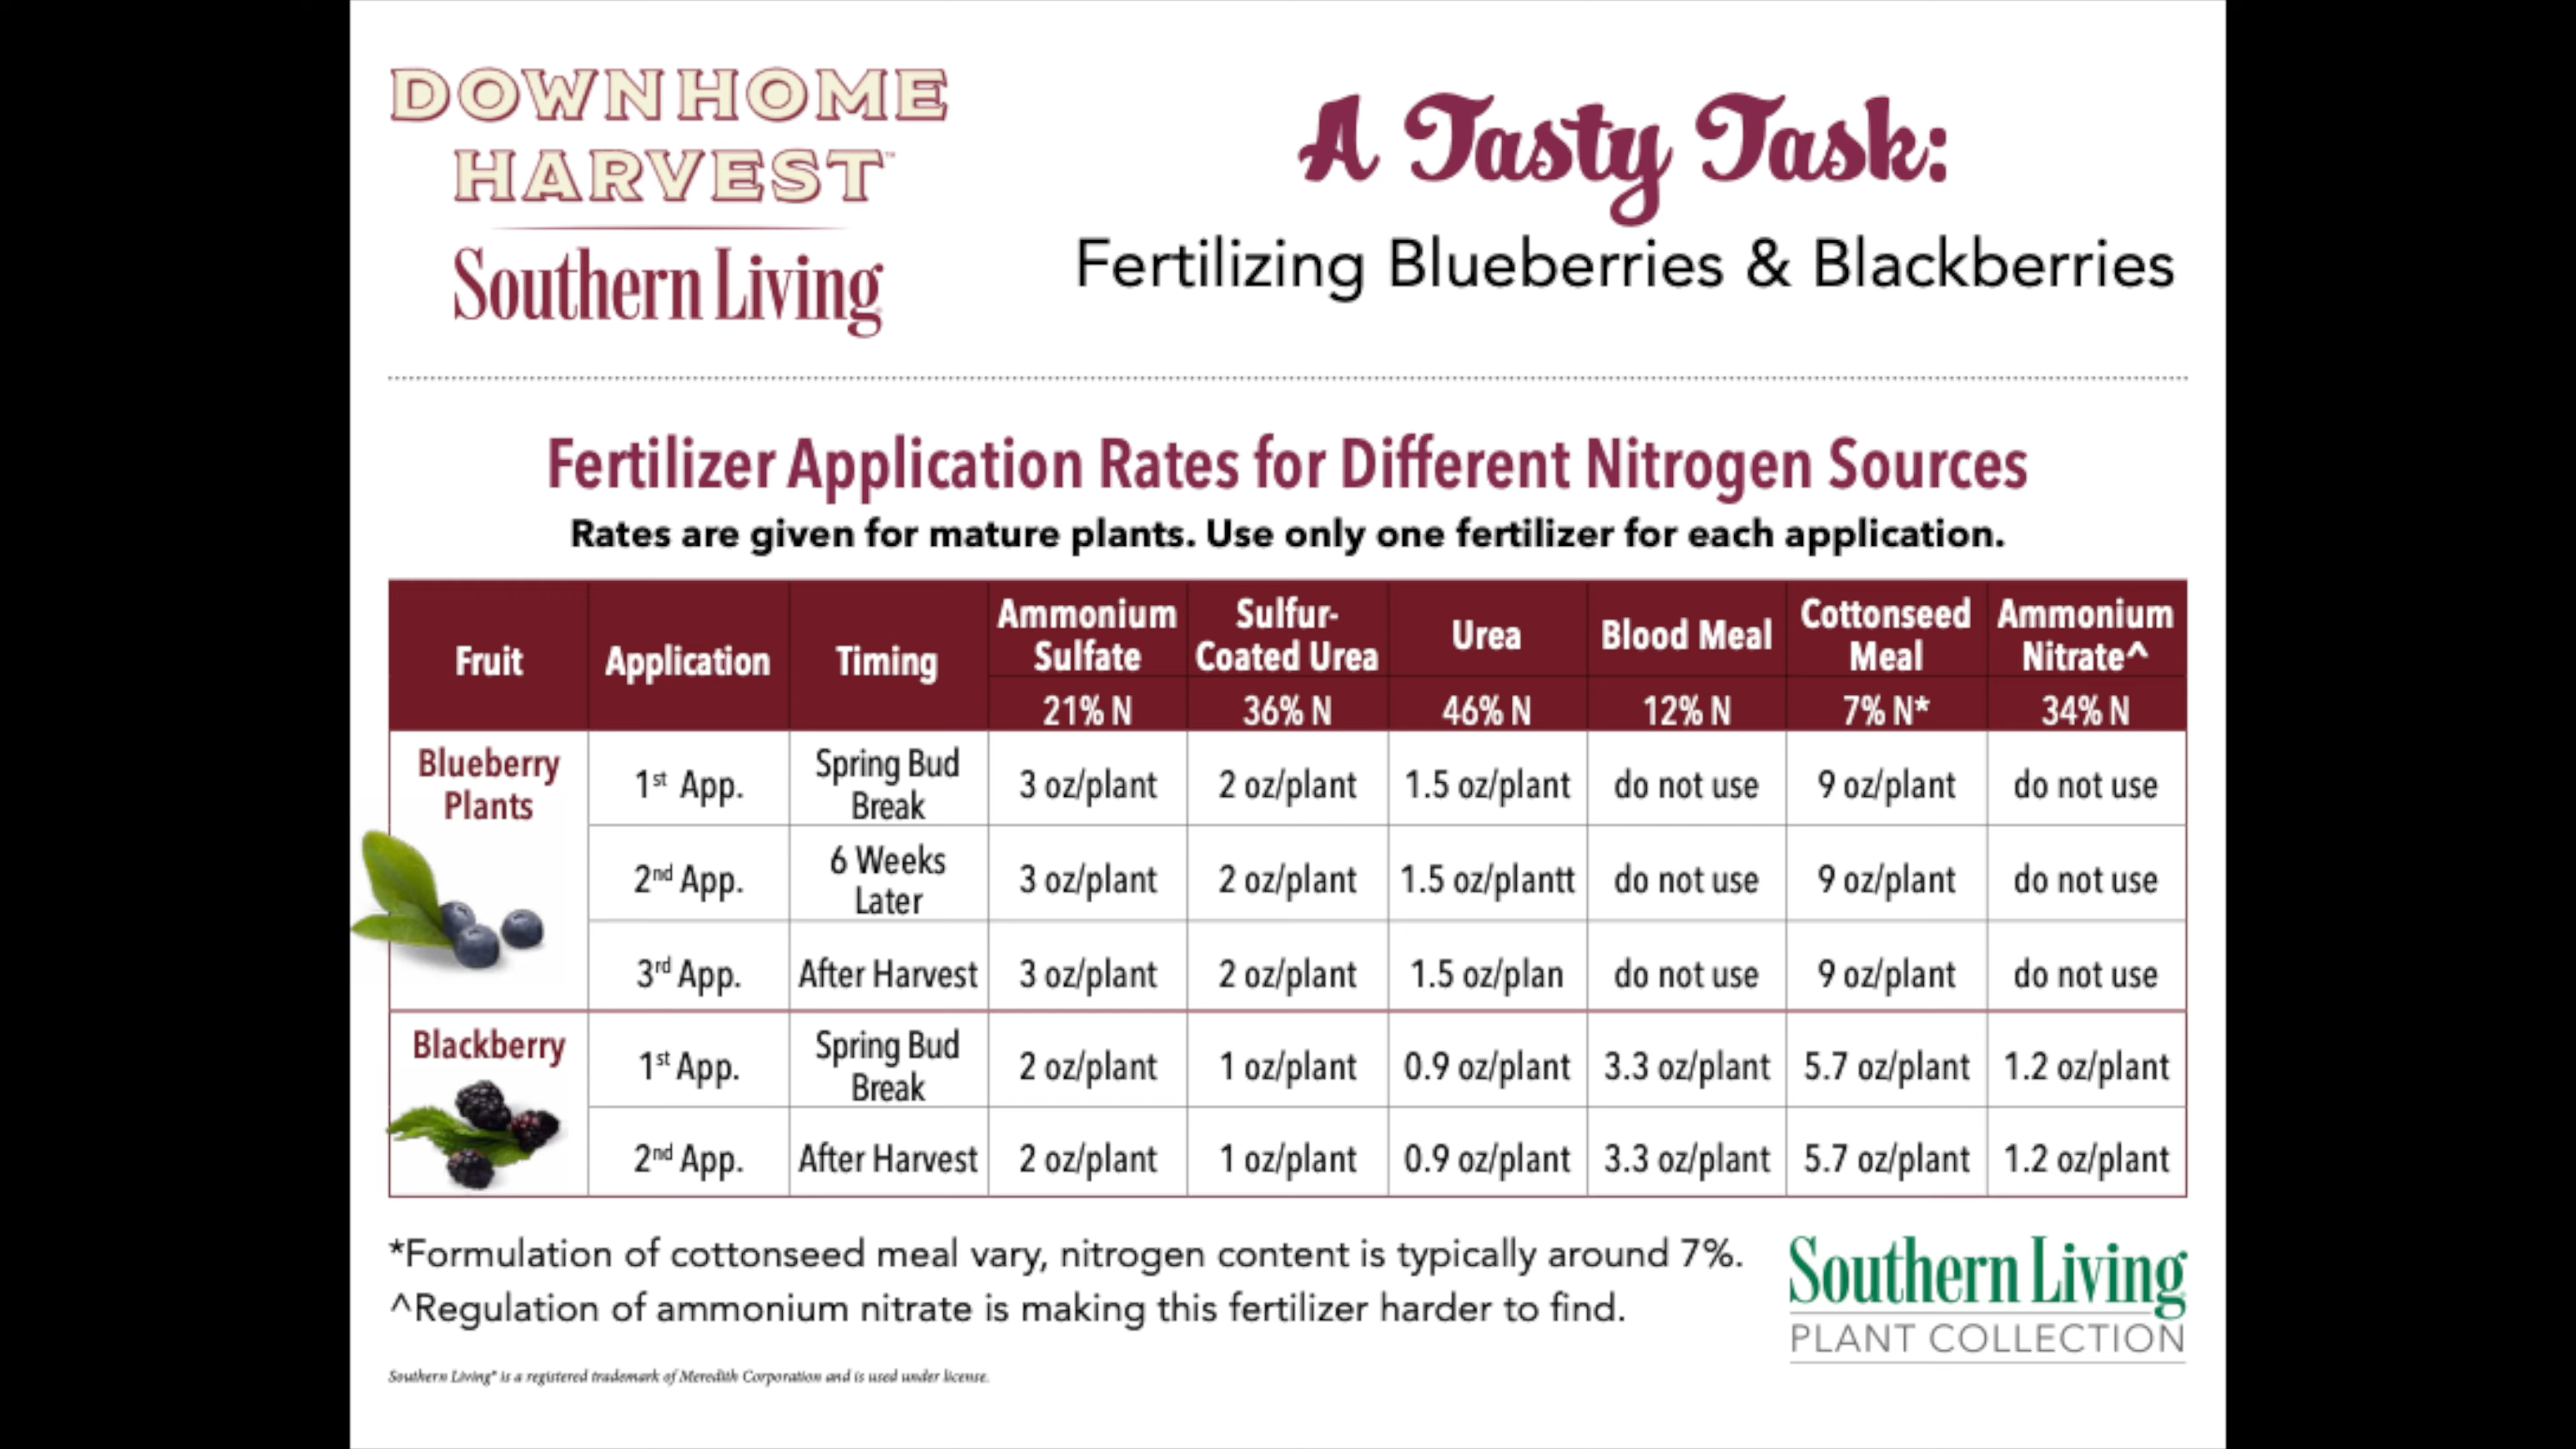 DOWNHOME
HARVEST™
Southern Living
A Tasty Task:
Fertilizing Blueberries & Blackberries
Fertilizer Application Rates for Different Nitrogen Sources
Rates are given for mature plants. Use only one fertilizer for each application.
Fruit Application Timing Ammonium Sulfate Sulfur-Coated Urea Urea Blood Meal Cottonseed Meal Ammonium Nitrate^
21% N 36% N 46% N 12% N 7% N* 34% N
Blueberry Plants 1st App. Spring Bud Break 3 oz/plant 2 oz/plant 1.5 oz/plant do not use 9 oz/plant do not use
2nd App. 6 Weeks Later 3 oz/plant 2 oz/plant 1.5 oz/plantt do not use 9 oz/plant do not use
3rd App. After Harvest 3 oz/plant 2 oz/plant 1.5 oz/plan do not use 9 oz/plant do not use
Blackberry 1st App. Spring Bud Break 2 oz/plant 1 oz/plant 0.9 oz/plant 3.3 oz/plant 5.7 oz/plant 1.2 oz/plant
2nd App. After Harvest 2 oz/plant 1 oz/plant 0.9 oz/plant 3.3 oz/plant 5.7 oz/plant 1.2 oz/plant
*Formulation of cottonseed meal vary, nitrogen content is typically around 7%.
^Regulation of ammonium nitrate is making this fertilizer harder to find.
Southern Living
PLANT COLLECTION
Southern Living® is a registered trademark of Meredith Corporation and is used under license.